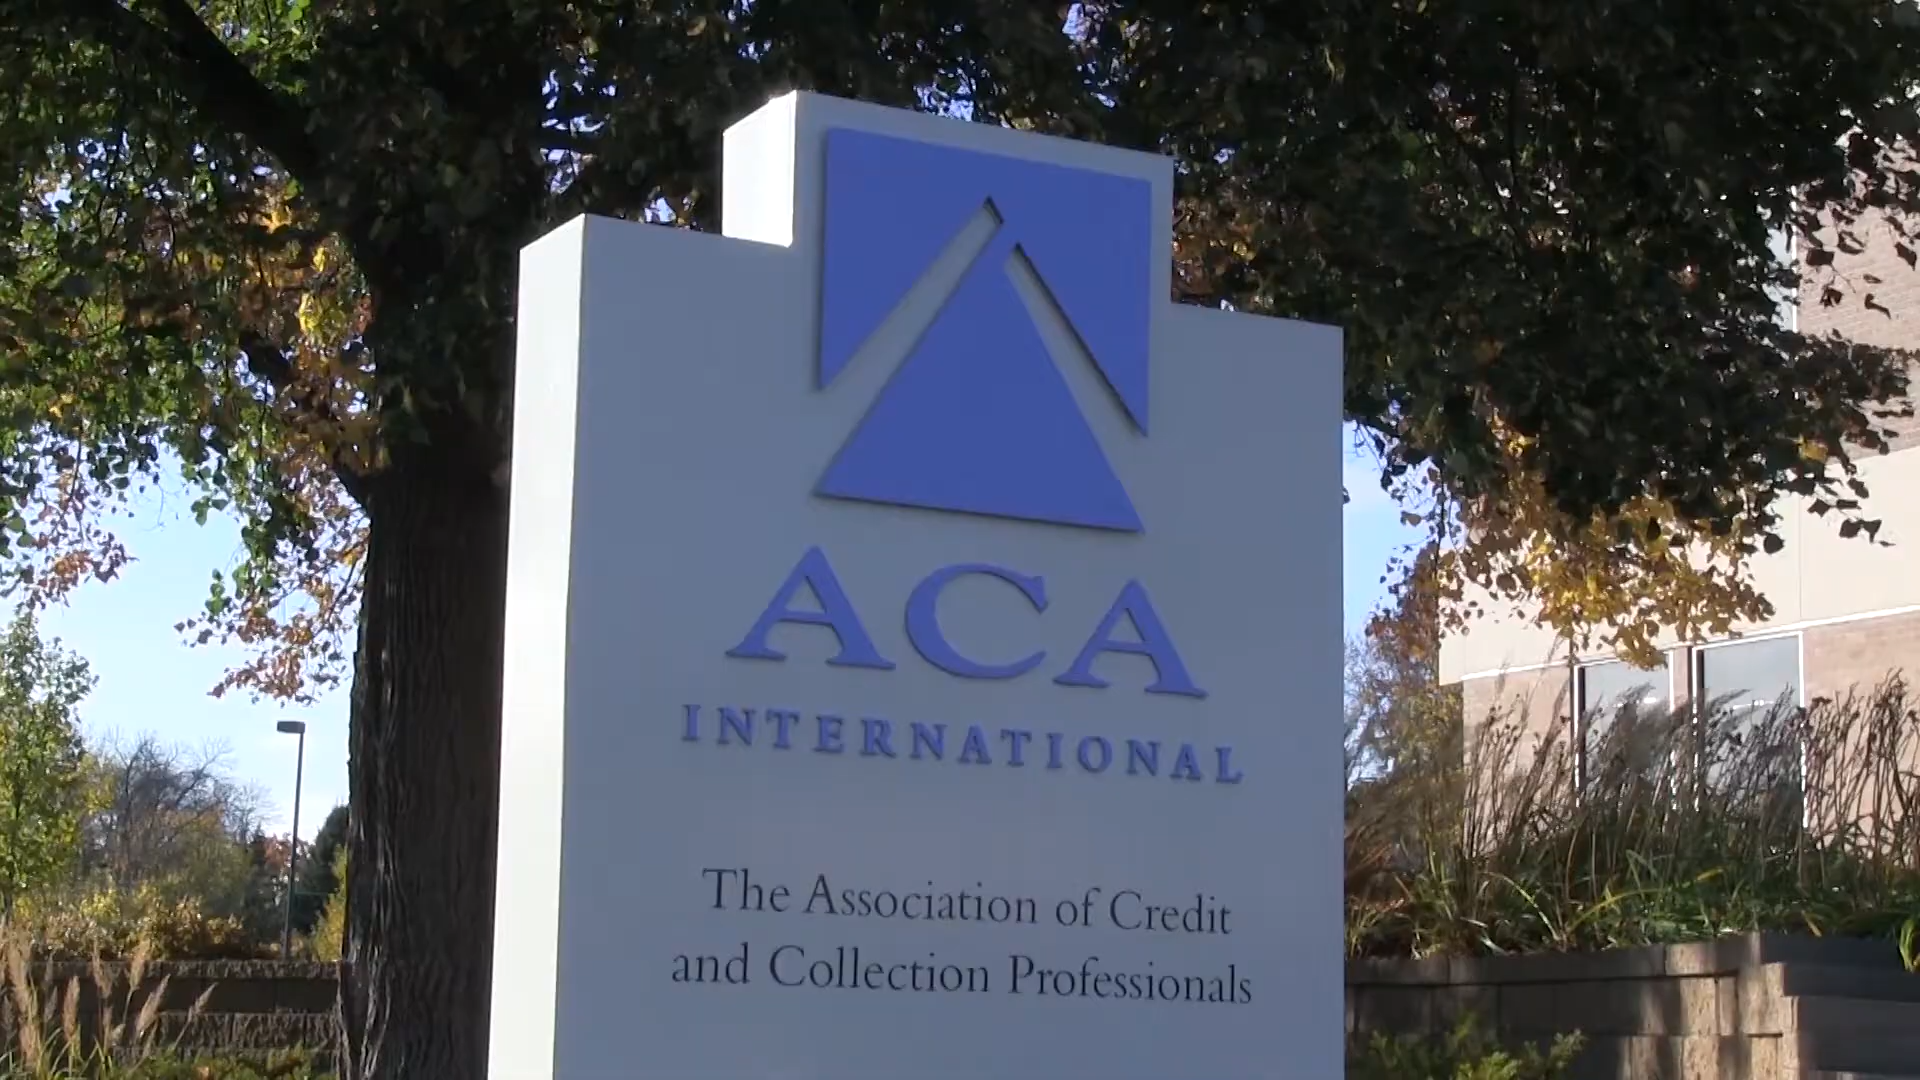 ACA
INTERNATIONAL
The Association of Credit
and Collection Professionals